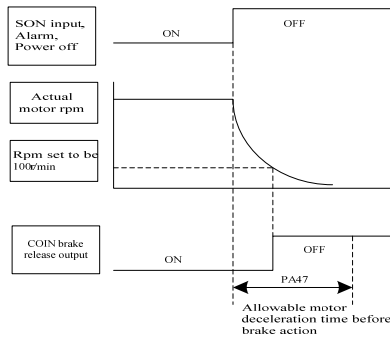 SON input,
Alarm,
Power off
ON
OFF
Actual
motor rpm
Rpm set to be
100r/min
COIN brake
release output
ON
OFF
PA47
Allowable motor
deceleration time before
brake action